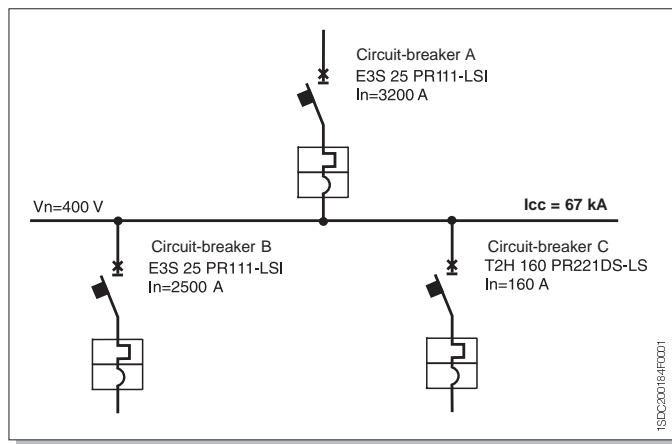 Circuit-breaker A
E3S 25 PR111-LSI
In=3200 A
Vn=400 V
Icc = 67 kA
Circuit-breaker B
E3S 25 PR111-LSI
In=2500 A
Circuit-breaker C
T2H 160 PR221DS-LS
In=160 A
1SDC200184F0001